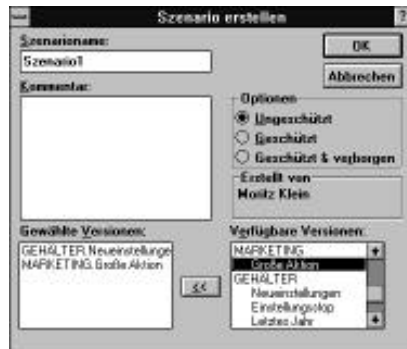 Szenario erstellen
?
Szenarioname:
Szenario1
OK
Abbrechen
Kommentar:
Optionen
Ungeschützt
Geschützt
Geschützt & verborgen
Erstellt von
Moritz Klein
Gewählte Versionen:
GEHÄLTER.Neueinstellunge
MARKETING.Große Aktion
<<
Verfügbare Versionen:
MARKETING
Große Aktion
GEHÄLTER
Neueinstellungen
Einstellungsstop
Letztes Jahr